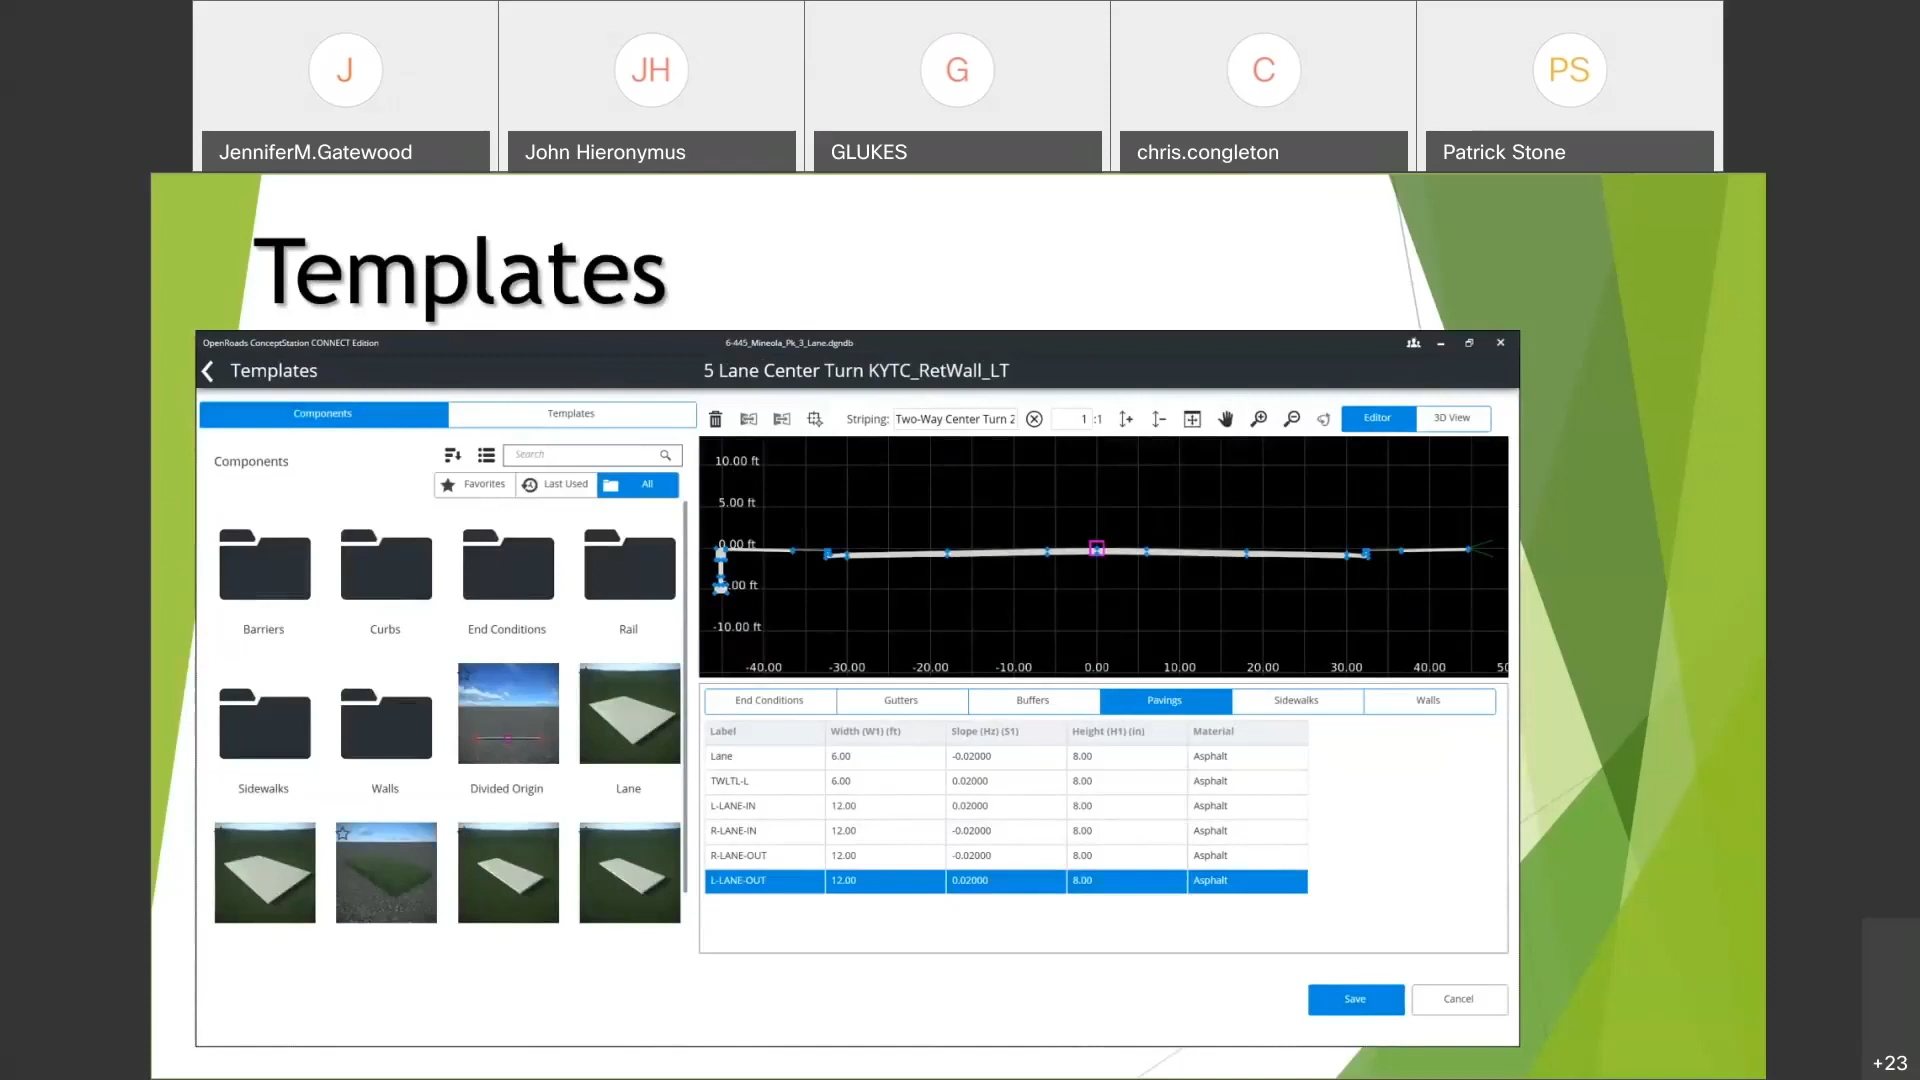 J
JH
G
C
PS
JenniferM.Gatewood
John Hieronymus
GLUKES
chris.congleton
Patrick Stone
Templates
OpenRoads ConceptStation CONNECT Edition
6-445_Mineola_Pk_3_Lane.dgndb
Templates
5 Lane Center Turn KYTC_RetWall_LT
Components
Templates
Striping: Two-Way Center Turn 2
1 :1
Editor
3D View
Components
Search
Favorites
Last Used
All
Barriers
Curbs
End Conditions
Rail
Sidewalks
Walls
Divided Origin
Lane
10.00 ft
5.00 ft
0.00 ft
.00 ft
-10.00 ft
-40.00 -30.00 -20.00 -10.00 0.00 10.00 20.00 30.00 40.00 50
End Conditions Gutters Buffers Pavings Sidewalks Walls
Label Width (W1) (ft) Slope (Hz) (S1) Height (H1) (in) Material
Lane 6.00 -0.02000 8.00 Asphalt
TWLTL-L 6.00 0.02000 8.00 Asphalt
L-LANE-IN 12.00 0.02000 8.00 Asphalt
R-LANE-IN 12.00 -0.02000 8.00 Asphalt
R-LANE-OUT 12.00 -0.02000 8.00 Asphalt
L-LANE-OUT 12.00 0.02000 8.00 Asphalt
Save
Cancel
+23